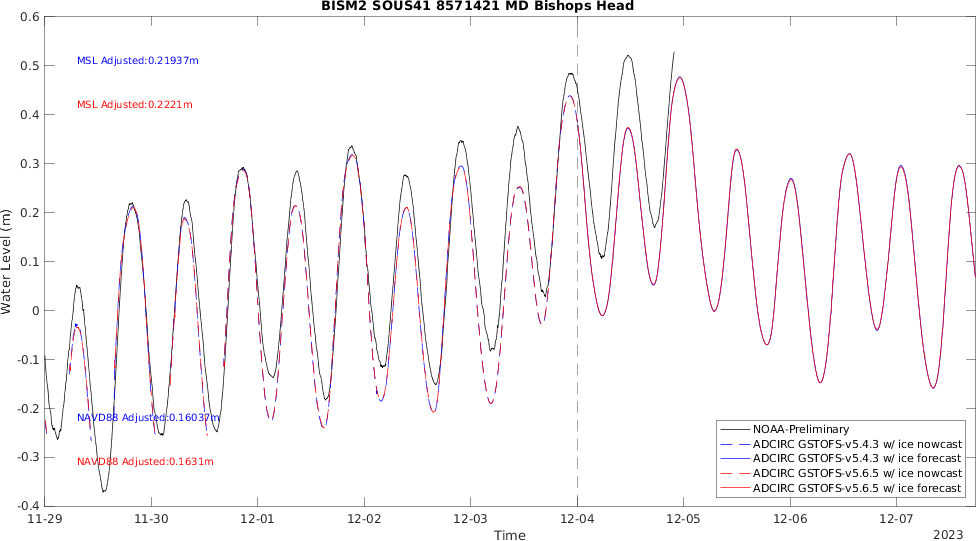 BISM2 SOUS41 8571421 MD Bishops Head
0.6
0.5
0.4
0.3
0.2
0.1
0
-0.1
-0.2
-0.3
-0.4
Water Level (m)
MSL Adjusted:0.21937m
MSL Adjusted:0.2221m
NAVD88 Adjusted:0.16037m
NAVD88 Adjusted:0.1631m
NOAA-Preliminary
ADCIRC GSTOFS-v5.4.3 w/ ice nowcast
ADCIRC GSTOFS-v5.4.3 w/ ice forecast
ADCIRC GSTOFS-v5.6.5 w/ ice nowcast
ADCIRC GSTOFS-v5.6.5 w/ ice forecast
11-29 11-30 12-01 12-02 12-03 12-04 12-05 12-06 12-07
Time
2023